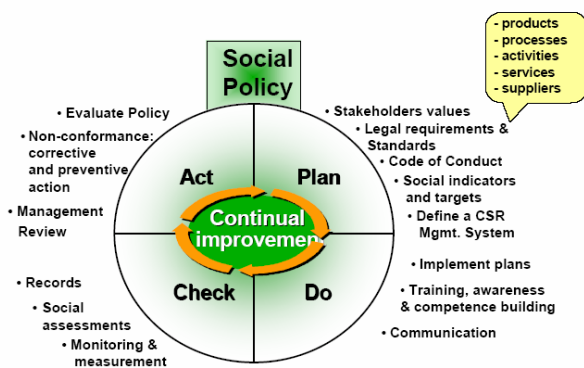 Social
Policy
- products
- processes
- activities
- services
- suppliers
• Evaluate Policy
• Non-conformance:
corrective
and preventive
action
• Management
Review
Act
Plan
• Stakeholders values
• Legal requirements &
Standards
• Code of Conduct
• Social indicators
and targets
• Define a CSR
Mgmt. System
Continual
improvemen
Check
Do
• Records
• Social
assessments
• Monitoring &
measurement
• Implement plans
• Training, awareness
& competence building
• Communication